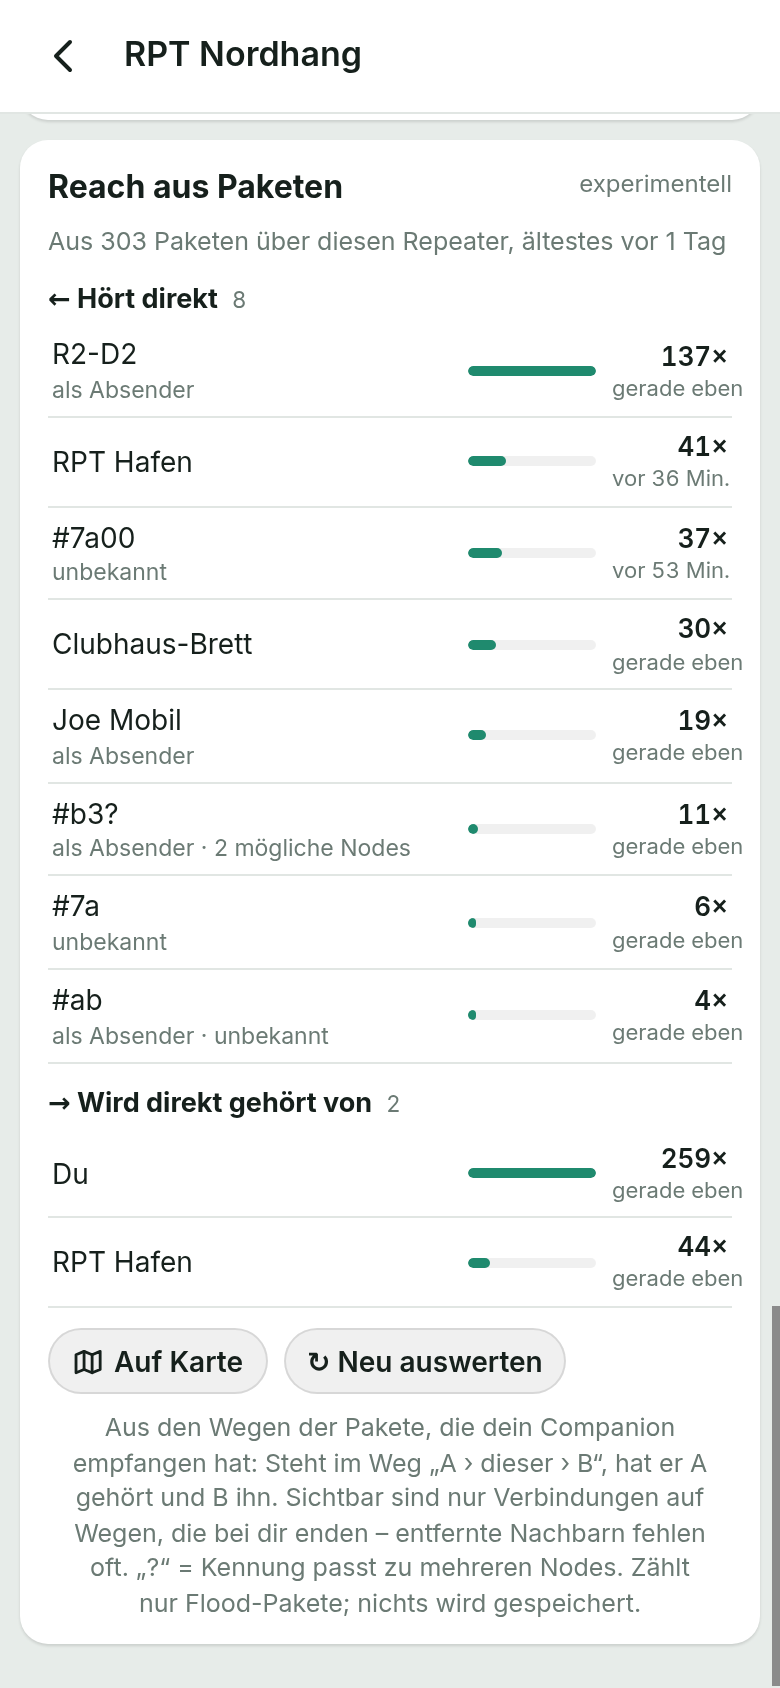 RPT Nordhang
Reach aus Paketen experimentell
Aus 303 Paketen über diesen Repeater, ältestes vor 1 Tag
← Hört direkt 8
R2-D2
als Absender
137×
gerade eben
RPT Hafen
41×
vor 36 Min.
#7a00
unbekannt
37×
vor 53 Min.
Clubhaus-Brett
30×
gerade eben
Joe Mobil
als Absender
19×
gerade eben
#b3?
als Absender · 2 mögliche Nodes
11×
gerade eben
#7a
unbekannt
6×
gerade eben
#ab
als Absender · unbekannt
4×
gerade eben
→ Wird direkt gehört von 2
Du
259×
gerade eben
RPT Hafen
44×
gerade eben
Auf Karte
↻ Neu auswerten
Aus den Wegen der Pakete, die dein Companion
empfangen hat: Steht im Weg „A › dieser › B“, hat er A
gehört und B ihn. Sichtbar sind nur Verbindungen auf
Wegen, die bei dir enden – entfernte Nachbarn fehlen
oft. „?“ = Kennung passt zu mehreren Nodes. Zählt
nur Flood-Pakete; nichts wird gespeichert.